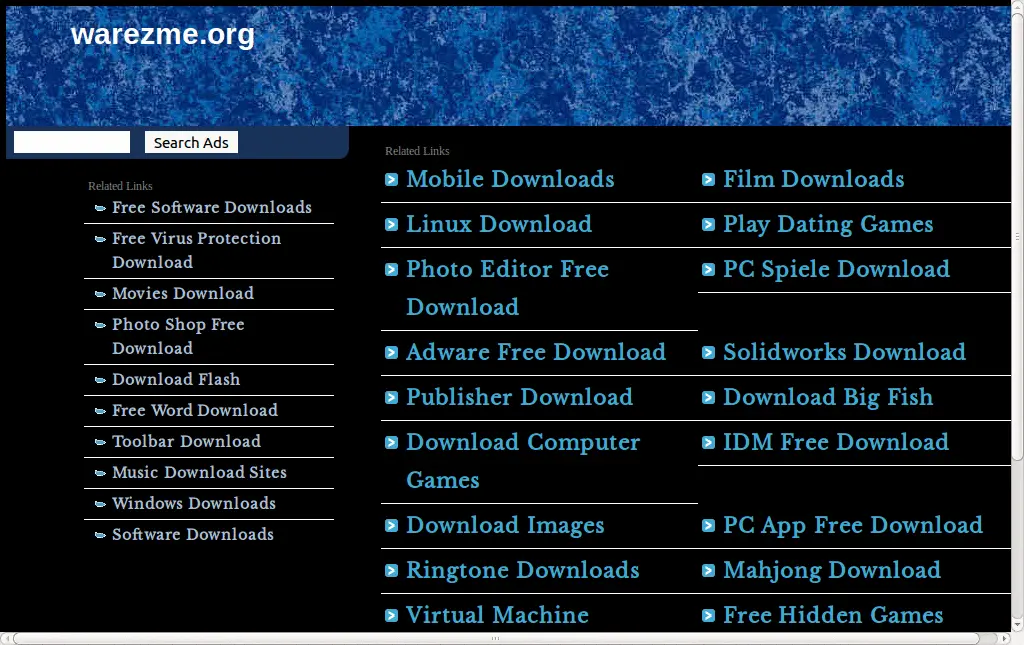 warezme.org
Search Ads
Related Links
Free Software Downloads
Free Virus Protection
Download
Movies Download
Photo Shop Free
Download
Download Flash
Free Word Download
Toolbar Download
Music Download Sites
Windows Downloads
Software Downloads
Related Links
Mobile Downloads
Film Downloads
Linux Download
Play Dating Games
Photo Editor Free
Download
PC Spiele Download
Adware Free Download
Solidworks Download
Publisher Download
Download Big Fish
Download Computer
Games
IDM Free Download
Download Images
PC App Free Download
Ringtone Downloads
Mahjong Download
Virtual Machine
Free Hidden Games